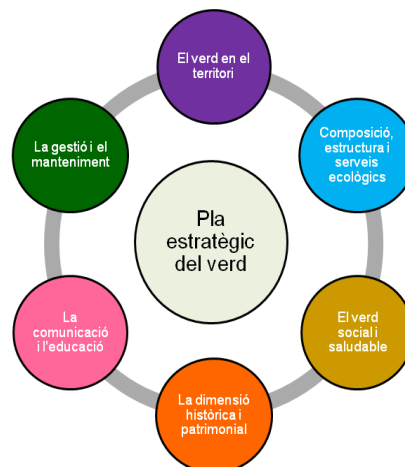 El verd en el
territori
Composició,
estructura i
serveis
ecològics
El verd
social i
saludable
La dimensió
històrica i
patrimonial
La
comunicació
i l'educació
La gestió i el
manteniment
Pla
estratègic
del verd